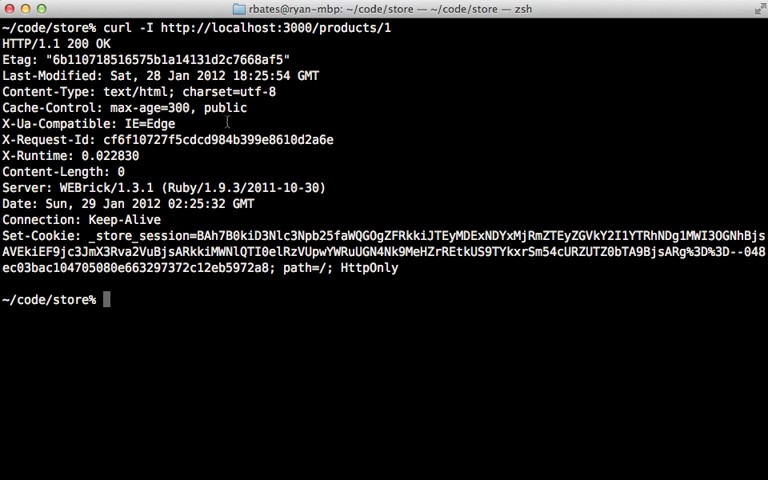 rbates@ryan-mbp: ~/code/store — ~/code/store — zsh
~/code/store% curl -I http://localhost:3000/products/1
HTTP/1.1 200 OK
Etag: "6b110718516575b1a14131d2c7668af5"
Last-Modified: Sat, 28 Jan 2012 18:25:54 GMT
Content-Type: text/html; charset=utf-8
Cache-Control: max-age=300, public
X-Ua-Compatible: IE=Edge
X-Request-Id: cf6f10727f5cdcd984b399e8610d2a6e
X-Runtime: 0.022830
Content-Length: 0
Server: WEBrick/1.3.1 (Ruby/1.9.3/2011-10-30)
Date: Sun, 29 Jan 2012 02:25:32 GMT
Connection: Keep-Alive
Set-Cookie: _store_session=BAh7B0kiD3Nlc3Npb25faWQGOgZFRkkiJTEyMDExNDYxMjRmZTEyZGVkY2I1YTRhNDg1MWI3OGNhBjs
AVEkiEF9jc3JmX3Rva2VuBjsARkkiMWNlQTI0elRzVUpwYWRuUGN4Nk9MeHZrREtkUS9TYkxrSm54cURZUTZ0bTA9BjsARg%3D%3D--048
ec03bac104705080e663297372c12eb5972a8; path=/; HttpOnly
~/code/store%